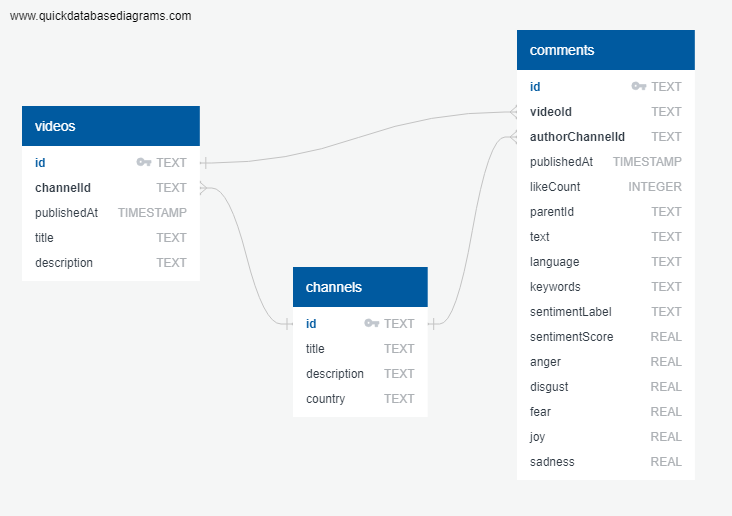 www.quickdatabasediagrams.com
videos
id TEXT
channelId TEXT
publishedAt TIMESTAMP
title TEXT
description TEXT
channels
id TEXT
title TEXT
description TEXT
country TEXT
comments
id TEXT
videoId TEXT
authorChannelId TEXT
publishedAt TIMESTAMP
likeCount INTEGER
parentId TEXT
text TEXT
language TEXT
keywords TEXT
sentimentLabel TEXT
sentimentScore REAL
anger REAL
disgust REAL
fear REAL
joy REAL
sadness REAL